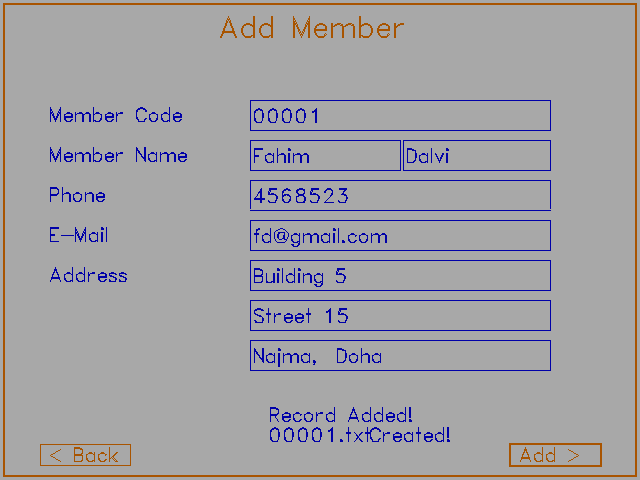 Add Member
Member Code 00001
Member Name Fahim Dalvi
Phone 4568523
E-Mail fd@gmail.com
Address Building 5
Street 15
Najma, Doha
Record Added!
00001.txtCreated!
< Back Add >